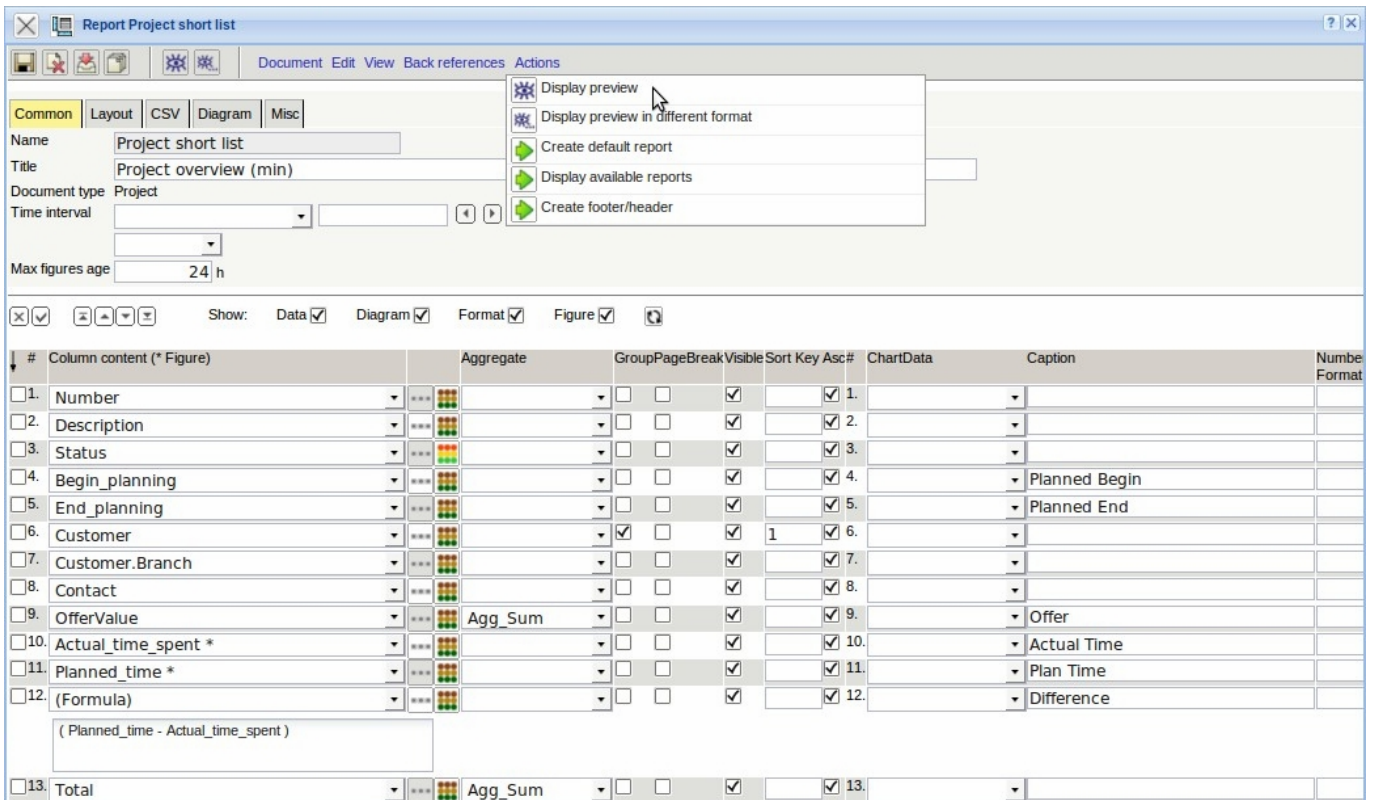 Report Project short list
Document Edit View Back references Actions
Display preview
Display preview in different format
Create default report
Display available reports
Create footer/header
Common Layout CSV Diagram Misc
Name Project short list
Title Project overview (min)
Document type Project
Time interval
Max figures age 24 h
Show: Data Diagram Format Figure
# Column content (* Figure) Aggregate Group PageBreak Visible Sort Key Asc # ChartData Caption Numbe
Format
1. Number 1.
2. Description 2.
3. Status 3.
4. Begin_planning 4. Planned Begin
5. End_planning 5. Planned End
6. Customer 1 6.
7. Customer.Branch 7.
8. Contact 8.
9. OfferValue Agg_Sum 9. Offer
10. Actual_time_spent * 10. Actual Time
11. Planned_time * 11. Plan Time
12. (Formula) 12. Difference
( Planned_time - Actual_time_spent )
13. Total Agg_Sum 13.